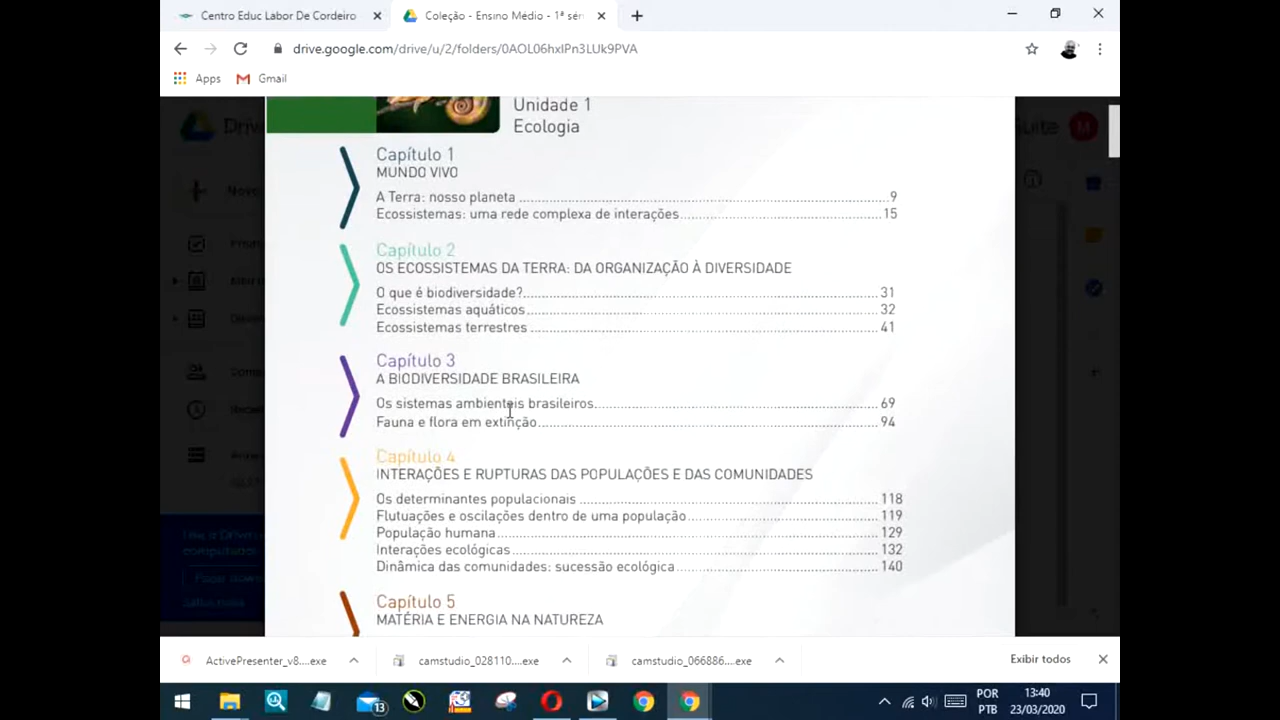 Centro Educ Labor De Cordeiro
Coleção - Ensino Médio - 1ª séri
drive.google.com/drive/u/2/folders/0AOL06hxIPn3LUk9PVA
Apps
Gmail
Unidade 1
Ecologia
Capítulo 1
MUNDO VIVO
A Terra: nosso planeta 9
Ecossistemas: uma rede complexa de interações 15
Capítulo 2
OS ECOSSISTEMAS DA TERRA: DA ORGANIZAÇÃO À DIVERSIDADE
O que é biodiversidade? 31
Ecossistemas aquáticos 32
Ecossistemas terrestres 41
Capítulo 3
A BIODIVERSIDADE BRASILEIRA
Os sistemas ambientais brasileiros 69
Fauna e flora em extinção 94
Capítulo 4
INTERAÇÕES E RUPTURAS DAS POPULAÇÕES E DAS COMUNIDADES
Os determinantes populacionais 118
Flutuações e oscilações dentro de uma população 119
População humana 129
Interações ecológicas 132
Dinâmica das comunidades: sucessão ecológica 140
Capítulo 5
MATÉRIA E ENERGIA NA NATUREZA
ActivePresenter_v8....exe
camstudio_028110....exe
camstudio_066886....exe
Exibir todos
13
POR
PTB
13:40
23/03/2020